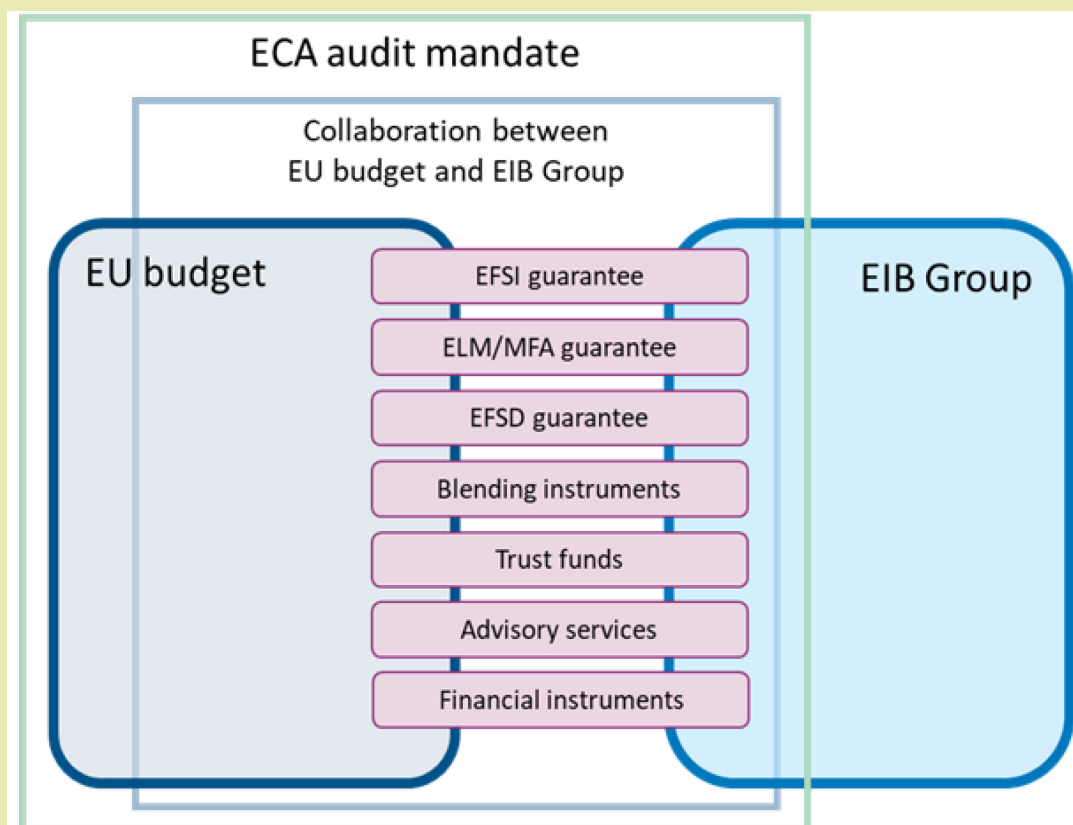 ECA audit mandate
Collaboration between
EU budget and EIB Group
EU budget
EIB Group
EFSI guarantee
ELM/MFA guarantee
EFSD guarantee
Blending instruments
Trust funds
Advisory services
Financial instruments